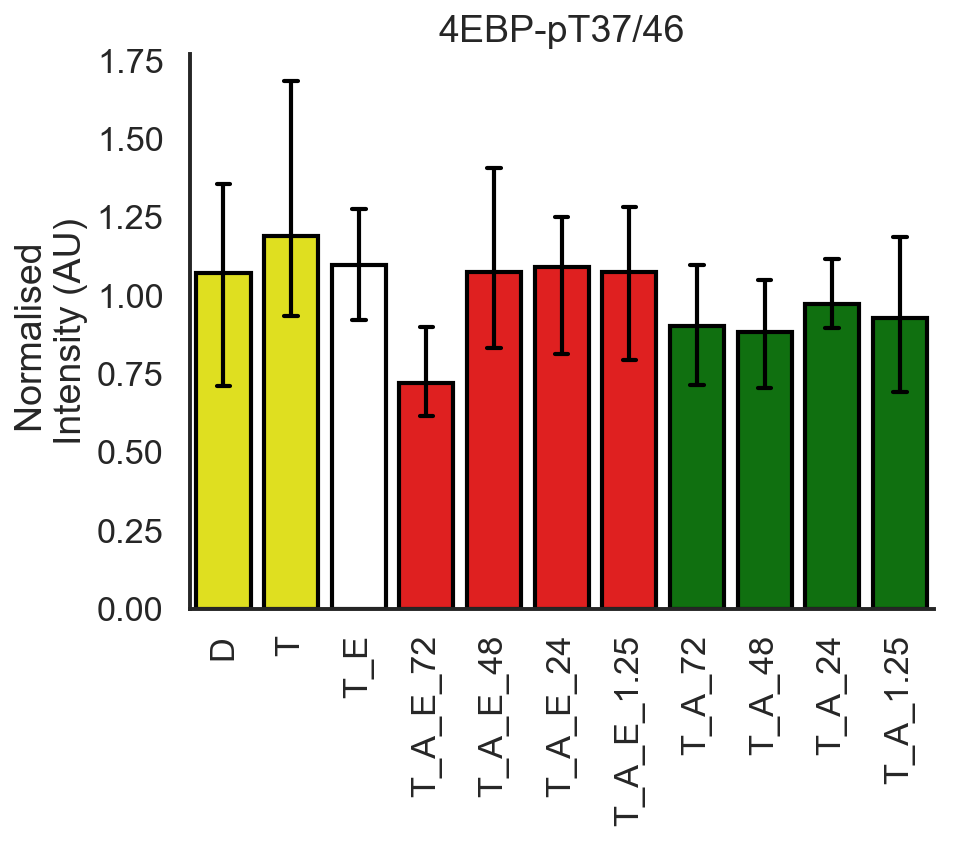 4EBP-pT37/46
Normalised
Intensity (AU)
1.75
1.50
1.25
1.00
0.75
0.50
0.25
0.00
D
T
T_E
T_A_E_72
T_A_E_48
T_A_E_24
T_A_E_1.25
T_A_72
T_A_48
T_A_24
T_A_1.25